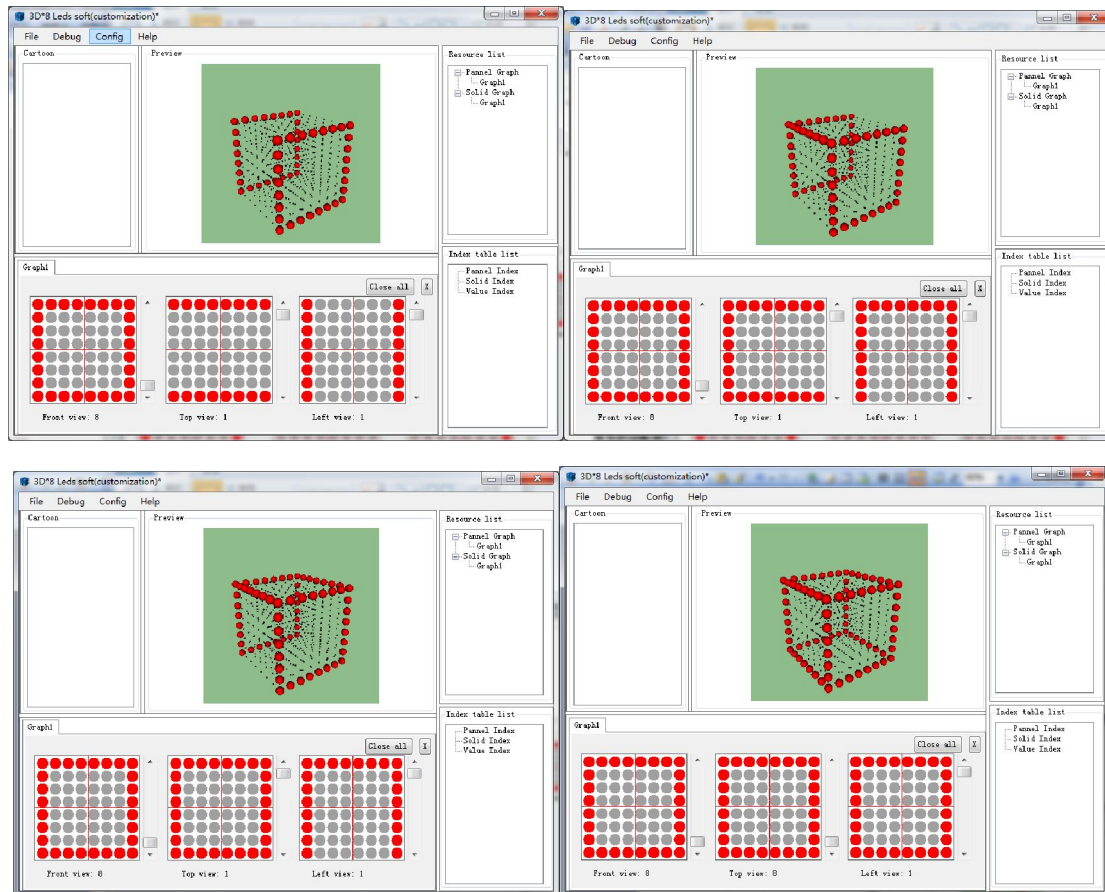 3D*8 Leds soft(customization)*
File Debug Config Help
Cartoon
Preview
Resource list
Pannel Graph
Graph1
Solid Graph
Graph1
Index table list
Pannel Index
Solid Index
Value Index
Graph1
Close all X
Front view: 8
Top view: 1
Left view: 1
3D*8 Leds soft(customization)*
File Debug Config Help
Cartoon
Preview
Resource list
Pannel Graph
Graph1
Solid Graph
Graph1
Index table list
Pannel Index
Solid Index
Value Index
Graph1
Close all X
Front view: 8
Top view: 1
Left view: 1
3D*8 Leds soft(customization)*
File Debug Config Help
Cartoon
Preview
Resource list
Pannel Graph
Graph1
Solid Graph
Graph1
Index table list
Pannel Index
Solid Index
Value Index
Graph1
Close all X
Front view: 8
Top view: 1
Left view: 1
3D*8 Leds soft(customization)*
File Debug Config Help
Cartoon
Preview
Resource list
Pannel Graph
Graph1
Solid Graph
Graph1
Index table list
Pannel Index
Solid Index
Value Index
Graph1
Close all X
Front view: 8
Top view: 8
Left view: 1